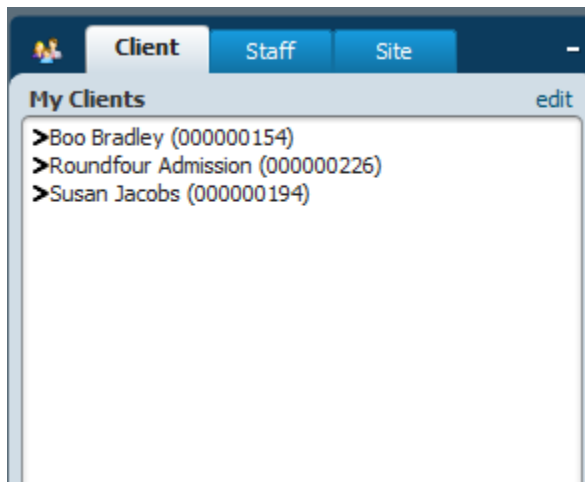 Client Staff Site
My Clients edit
>Boo Bradley (000000154)
>Roundfour Admission (000000226)
>Susan Jacobs (000000194)